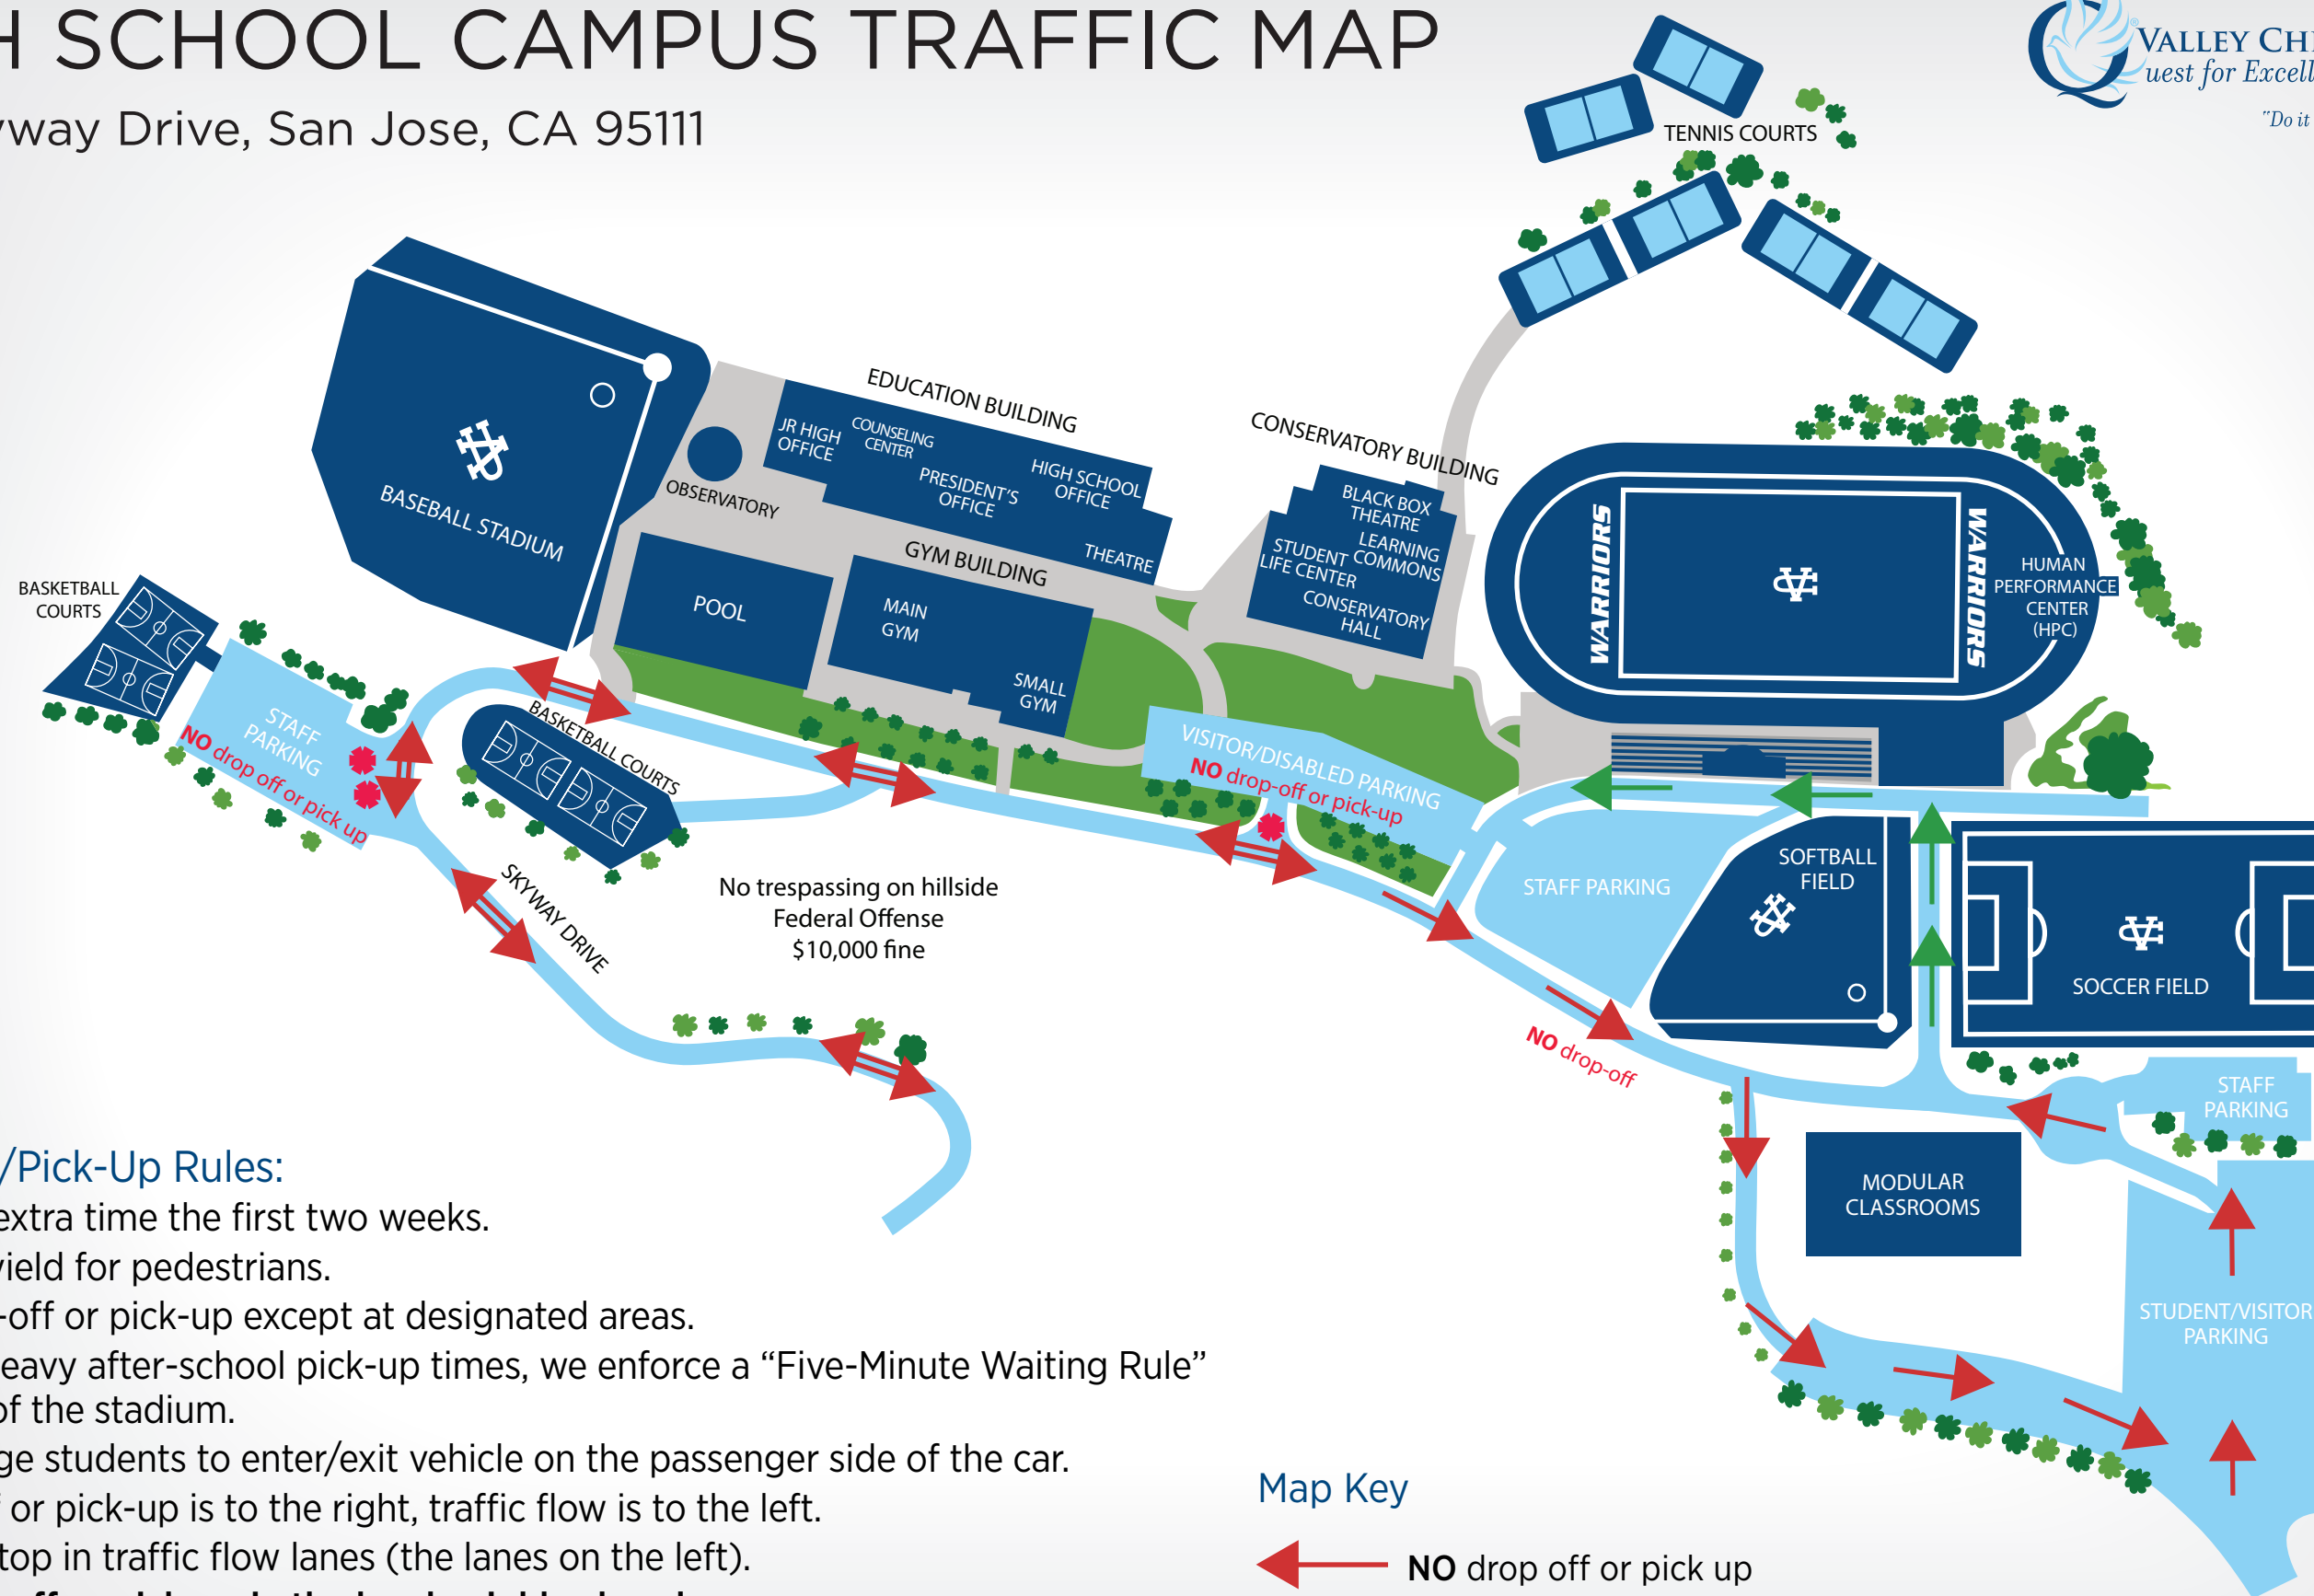 H SCHOOL CAMPUS TRAFFIC MAP
yway Drive, San Jose, CA 95111
VALLEY CHR
uest for Excell
"Do it
TENNIS COURTS
EDUCATION BUILDING
JR HIGH
OFFICE
COUNSELING
CENTER
PRESIDENT'S
OFFICE
HIGH SCHOOL
OFFICE
THEATRE
OBSERVATORY
BASEBALL STADIUM
GYM BUILDING
POOL
MAIN
GYM
SMALL
GYM
CONSERVATORY BUILDING
BLACK BOX
THEATRE
LEARNING
COMMONS
STUDENT
LIFE CENTER
CONSERVATORY
HALL
WARRIORS
WARRIORS
HUMAN
PERFORMANCE
CENTER
(HPC)
BASKETBALL
COURTS
STAFF
PARKING
NO drop off or pick up
BASKETBALL COURTS
SKYWAY DRIVE
VISITOR/DISABLED PARKING
NO drop-off or pick-up
No trespassing on hillside
Federal Offense
$10,000 fine
STAFF PARKING
SOFTBALL
FIELD
SOCCER FIELD
NO drop-off
STAFF
PARKING
MODULAR
CLASSROOMS
STUDENT/VISITOR
PARKING
/Pick-Up Rules:
extra time the first two weeks.
yield for pedestrians.
-off or pick-up except at designated areas.
eavy after-school pick-up times, we enforce a “Five-Minute Waiting Rule”
of the stadium.
ge students to enter/exit vehicle on the passenger side of the car.
f or pick-up is to the right, traffic flow is to the left.
top in traffic flow lanes (the lanes on the left).
Map Key
NO drop off or pick up